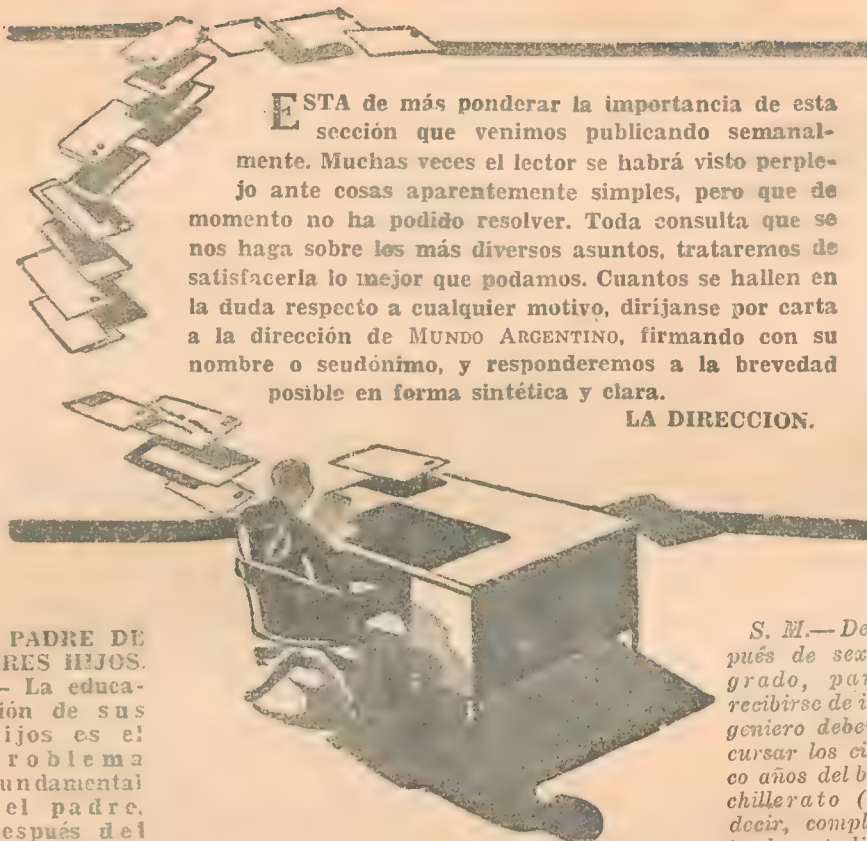 ESTA de más ponderar la importancia de esta
sección que venimos publicando semanal-
mente. Muchas veces el lector se habrá visto perple-
jo ante cosas aparentemente simples, pero que de
momento no ha podido resolver. Toda consulta que se
nos haga sobre los más diversos asuntos, trataremos de
satisfacerla lo mejor que podamos. Cuantos se hallen en
la duda respecto a cualquier motivo, diríjanse por carta
a la dirección de MUNDO ARGENTINO, firmando con su
nombre o seudónimo, y responderemos a la brevedad
posible en forma sintética y clara.
LA DIRECCION.
PADRE DE
RES HIJOS.
— La educa-
ión de sus
ijos es el
roblema
undamental
el padre.
espués del
S. M.— Des
pués de sex
grado, par
recibirse de i
geniero debe
cursar los ci
co años del b
chillerato (
decir, compl